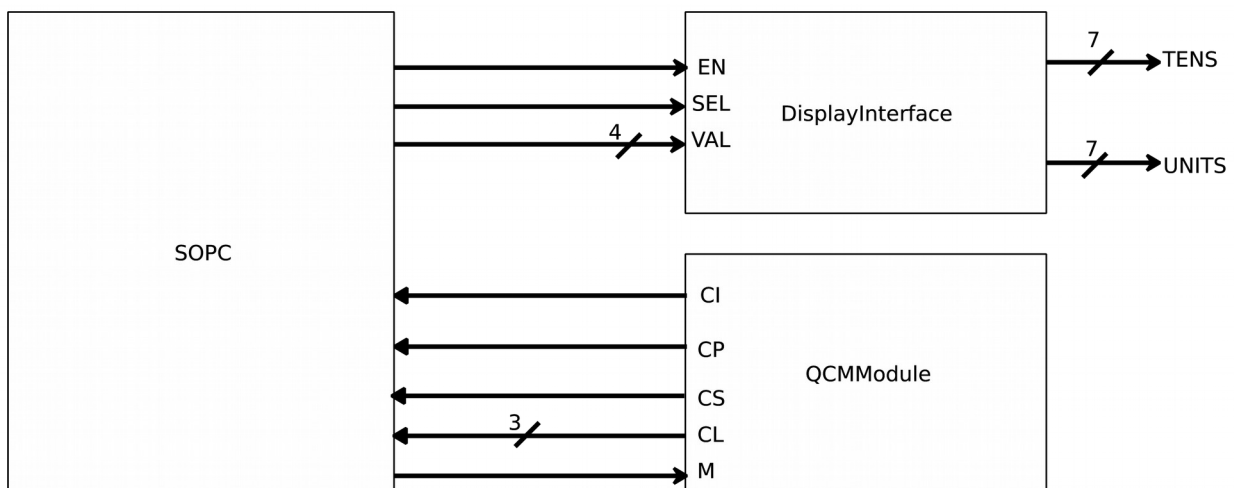 7
TENS
EN
SEL
DisplayInterface
4
VAL
7
UNITS
SOPC
CI
CP
QCMModule
CS
3
CL
M